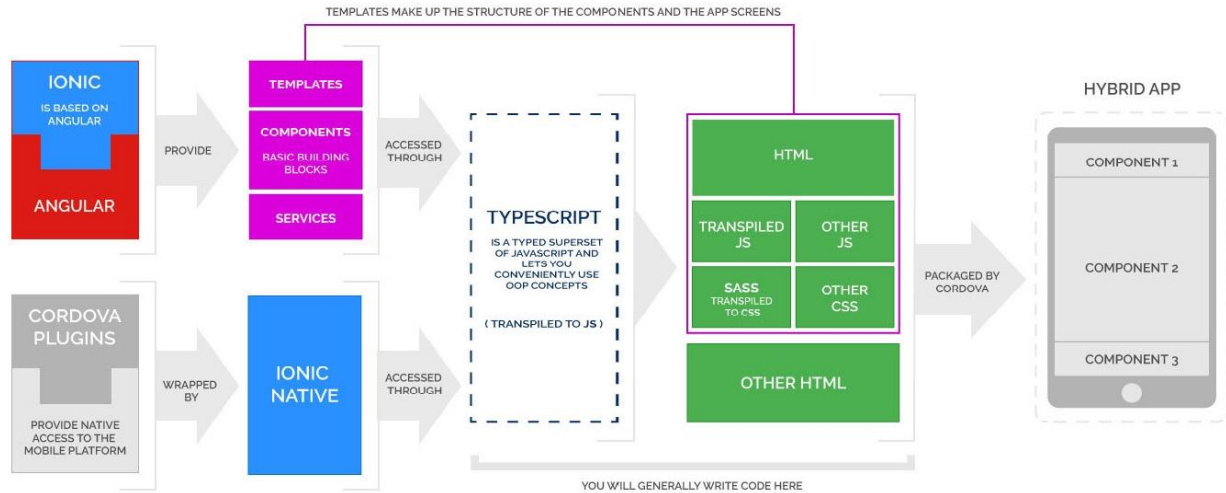 TEMPLATES MAKE UP THE STRUCTURE OF THE COMPONENTS AND THE APP SCREENS
IONIC
IS BASED ON
ANGULAR
ANGULAR
PROVIDE
TEMPLATES
COMPONENTS
BASIC BUILDING
BLOCKS
SERVICES
ACCESSED
THROUGH
CORDOVA
PLUGINS
PROVIDE NATIVE
ACCESS TO THE
MOBILE PLATFORM
WRAPPED
BY
IONIC
NATIVE
ACCESSED
THROUGH
TYPESCRIPT
IS A TYPED SUPERSET
OF JAVASCRIPT AND
LETS YOU
CONVENIENTLY USE
OOP CONCEPTS
( TRANSPILED TO JS )
HTML
TRANSPILED
JS
OTHER
JS
SASS
TRANSPILED
TO CSS
OTHER
CSS
OTHER HTML
YOU WILL GENERALLY WRITE CODE HERE
PACKAGED BY
CORDOVA
HYBRID APP
COMPONENT 1
COMPONENT 2
COMPONENT 3